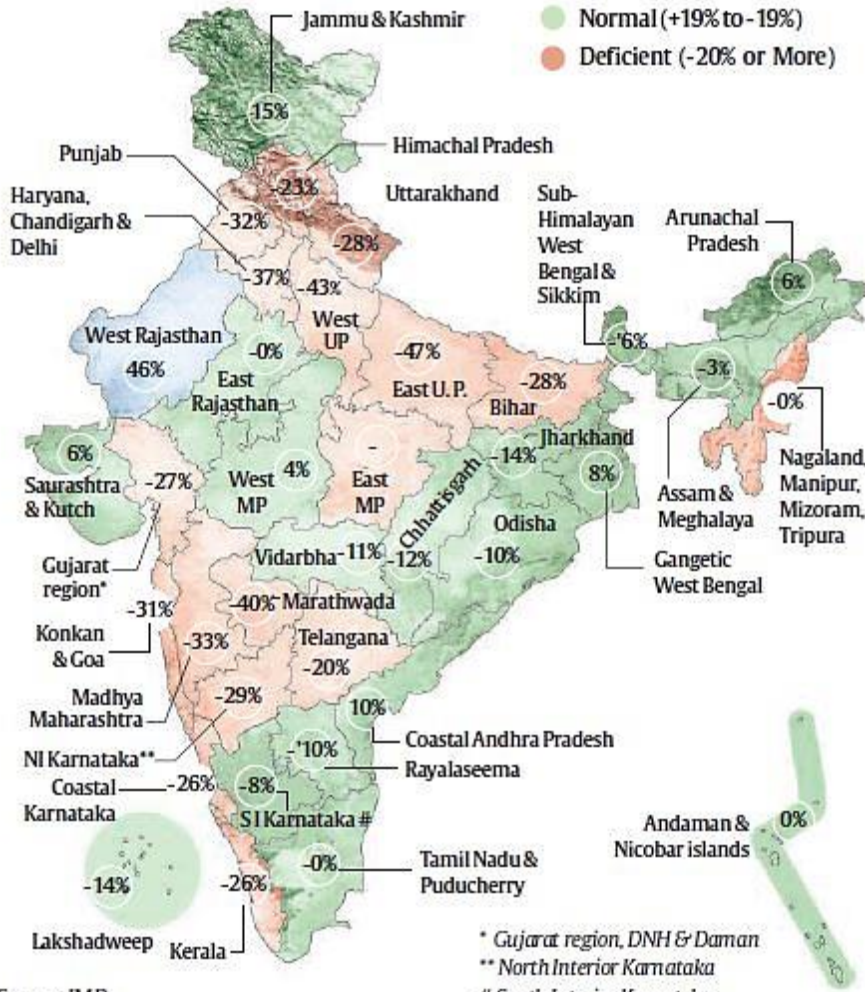 Jammu & Kashmir
Normal (+19% to -19%)
Deficient (-20% or More)
15%
Punjab
Himachal Pradesh
-23%
Haryana,
Chandigarh &
Delhi
-32%
Uttarakhand
-28%
Sub-
Himalayan
West
Bengal &
Sikkim
Arunachal
Pradesh
6%
-37%
-43%
West
UP
West Rajasthan
46%
-0%
East
Rajasthan
-47%
East U.P.
-28%
Bihar
-'6%
-3%
-0%
6%
Saurashtra
& Kutch
-27%
West
MP
4%
-
East
MP
Chhattisgarh
Jharkhand
-14%
8%
Assam &
Meghalaya
Nagaland,
Manipur,
Mizoram,
Tripura
Odisha
-10%
Vidarbha
-11%
-12%
Gangetic
West Bengal
Gujarat
region*
-31%
Konkan
& Goa
-40%
Marathwada
-33%
Telangana
-20%
Madhya
Maharashtra
-29%
10%
NI Karnataka**
-'10%
Coastal Andhra Pradesh
Rayalaseema
Coastal
Karnataka
-26%
-8%
S I Karnataka #
Andaman &
Nicobar islands
0%
-14%
Lakshadweep
-26%
Kerala
-0%
Tamil Nadu &
Puducherry
* Gujarat region, DNH & Daman
** North Interior Karnataka